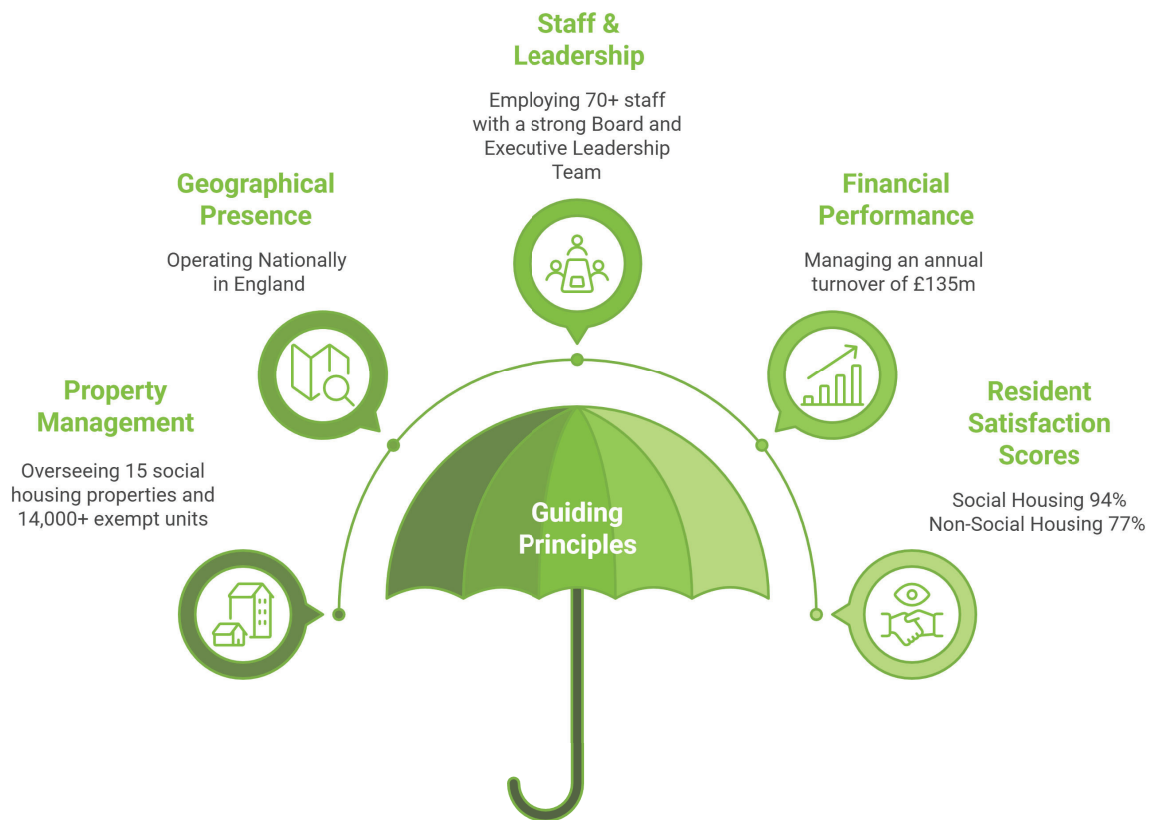 Staff &
Leadership
Employing 70+ staff
with a strong Board and
Executive Leadership
Team
Geographical
Presence
Operating Nationally
in England
Financial
Performance
Managing an annual
turnover of £135m
Property
Management
Overseeing 15 social
housing properties and
14,000+ exempt units
Resident
Satisfaction
Scores
Social Housing 94%
Non-Social Housing 77%
Guiding
Principles